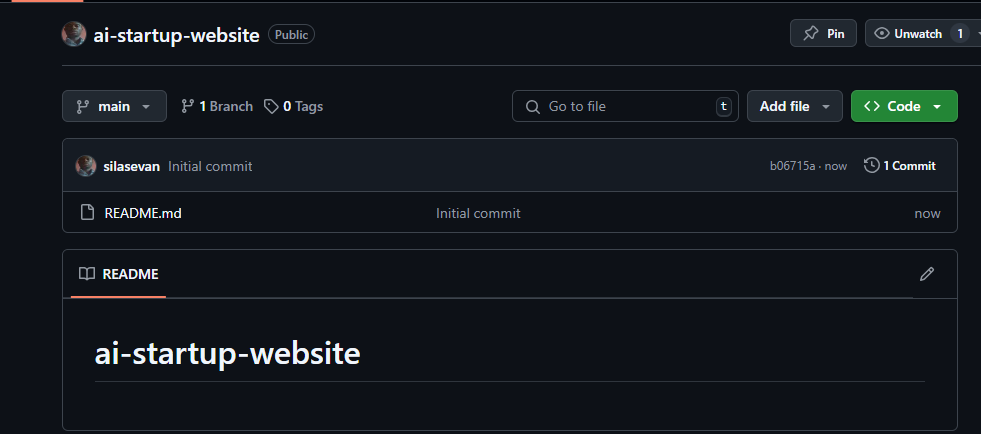 ai-startup-website Public Pin Unwatch 1
main 1 Branch 0 Tags Go to file t Add file Code
silasevan Initial commit b06715a · now 1 Commit
README.md Initial commit now
README
ai-startup-website